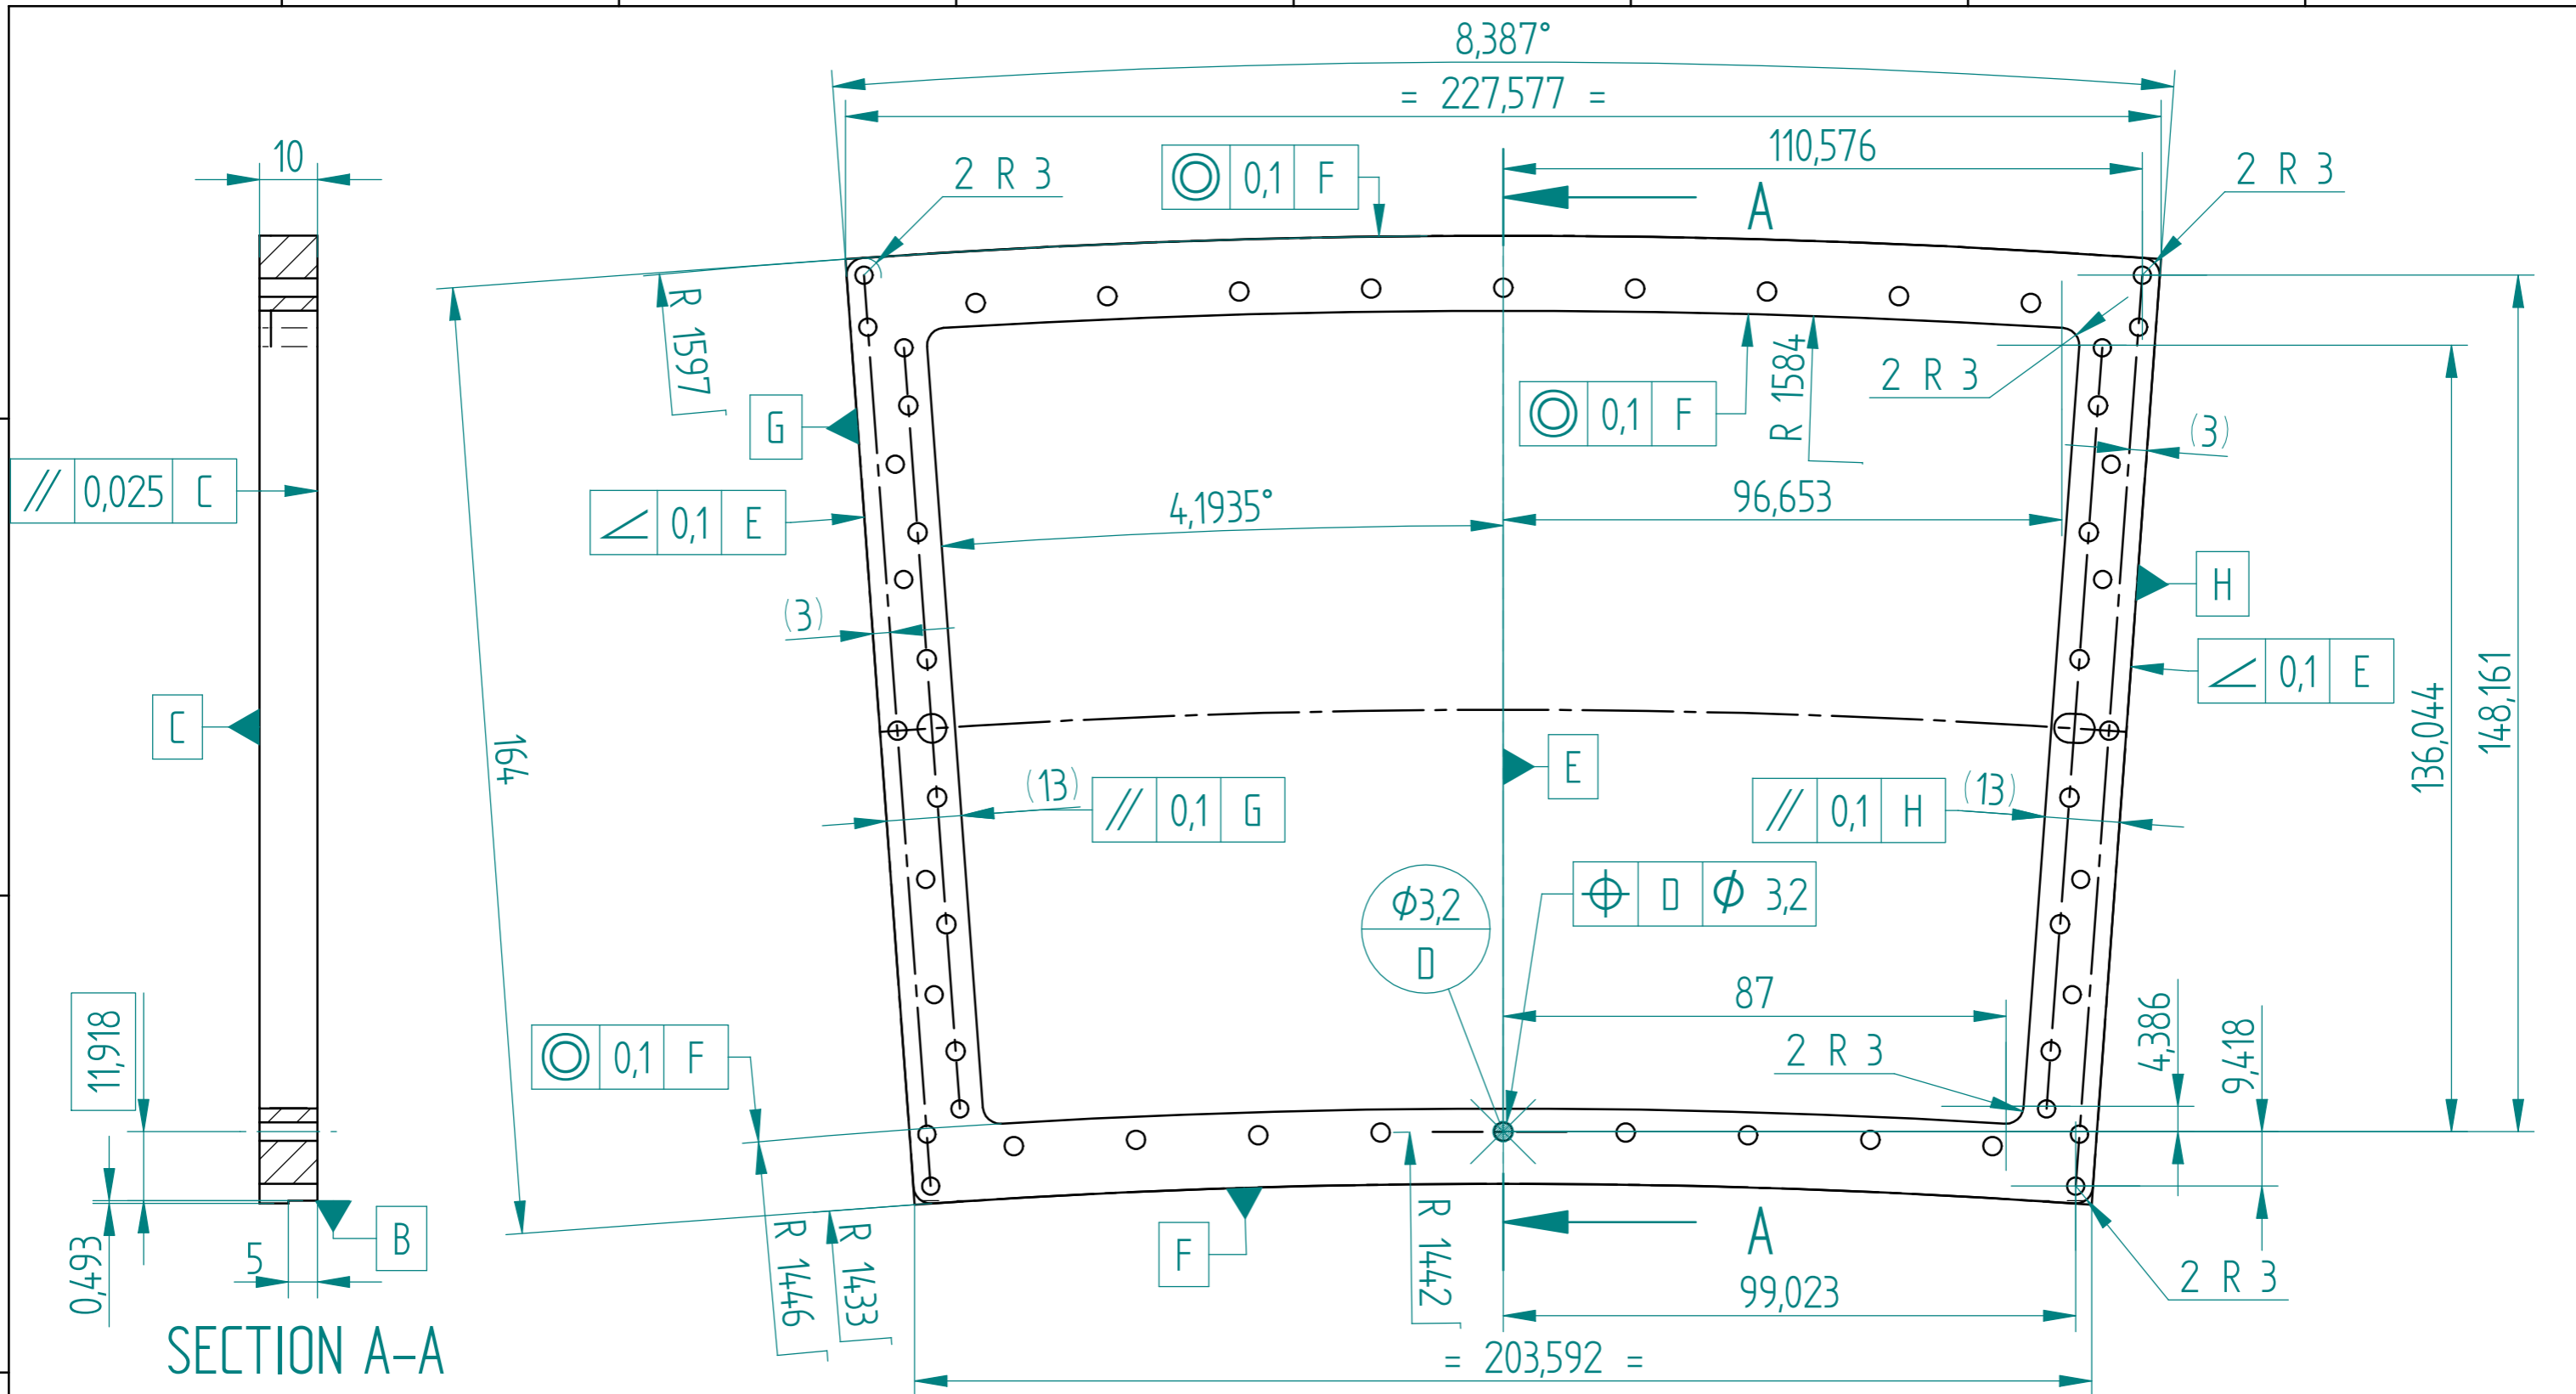 8,387°
= 227,577 =
110,576
10
2 R 3
0,1 F
A
2 R 3
R 1597
R 1584
2 R 3
0,1 F
G
(3)
// 0,025 C
0,1 E
4,1935°
96,653
H
(3)
0,1 E
148,161
136,044
C
164
E
(13)
// 0,1 G
// 0,1 H
(13)
Ø3,2
D
D Ø 3,2
11,918
87
4,386
9,418
0,1 F
2 R 3
0,493
5
B
R 1446
R 1433
F
R 1442
A
99,023
2 R 3
SECTION A-A
= 203,592 =